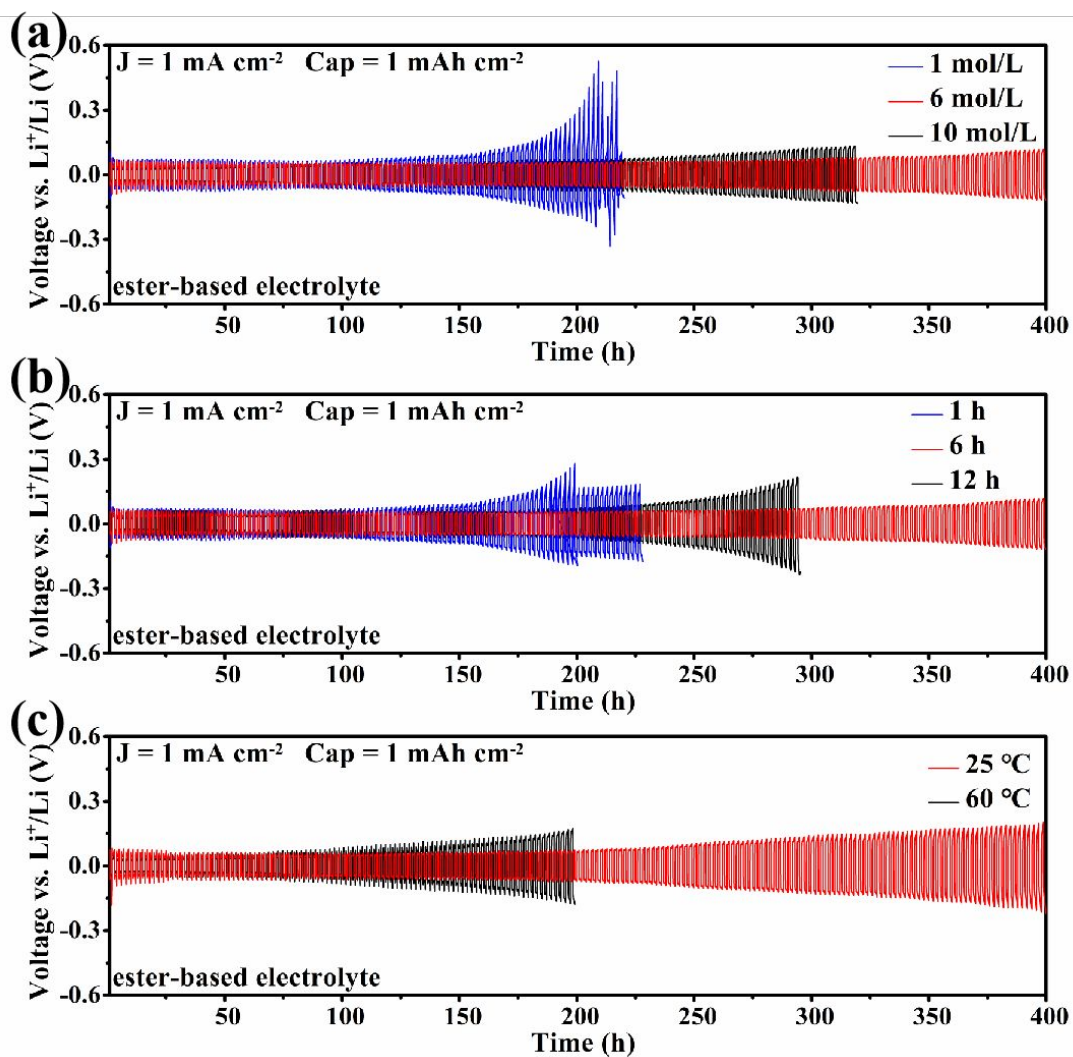 (a)
J = 1 mA cm⁻² Cap = 1 mAh cm⁻²
1 mol/L
6 mol/L
10 mol/L
Voltage vs. Li⁺/Li (V)
0.6
0.3
0.0
-0.3
-0.6
ester-based electrolyte
50 100 150 200 250 300 350 400
Time (h)
(b)
J = 1 mA cm⁻² Cap = 1 mAh cm⁻²
1 h
6 h
12 h
Voltage vs. Li⁺/Li (V)
0.6
0.3
0.0
-0.3
-0.6
ester-based electrolyte
50 100 150 200 250 300 350 400
Time (h)
(c)
J = 1 mA cm⁻² Cap = 1 mAh cm⁻²
25 °C
60 °C
Voltage vs. Li⁺/Li (V)
0.6
0.3
0.0
-0.3
-0.6
ester-based electrolyte
50 100 150 200 250 300 350 400
Time (h)